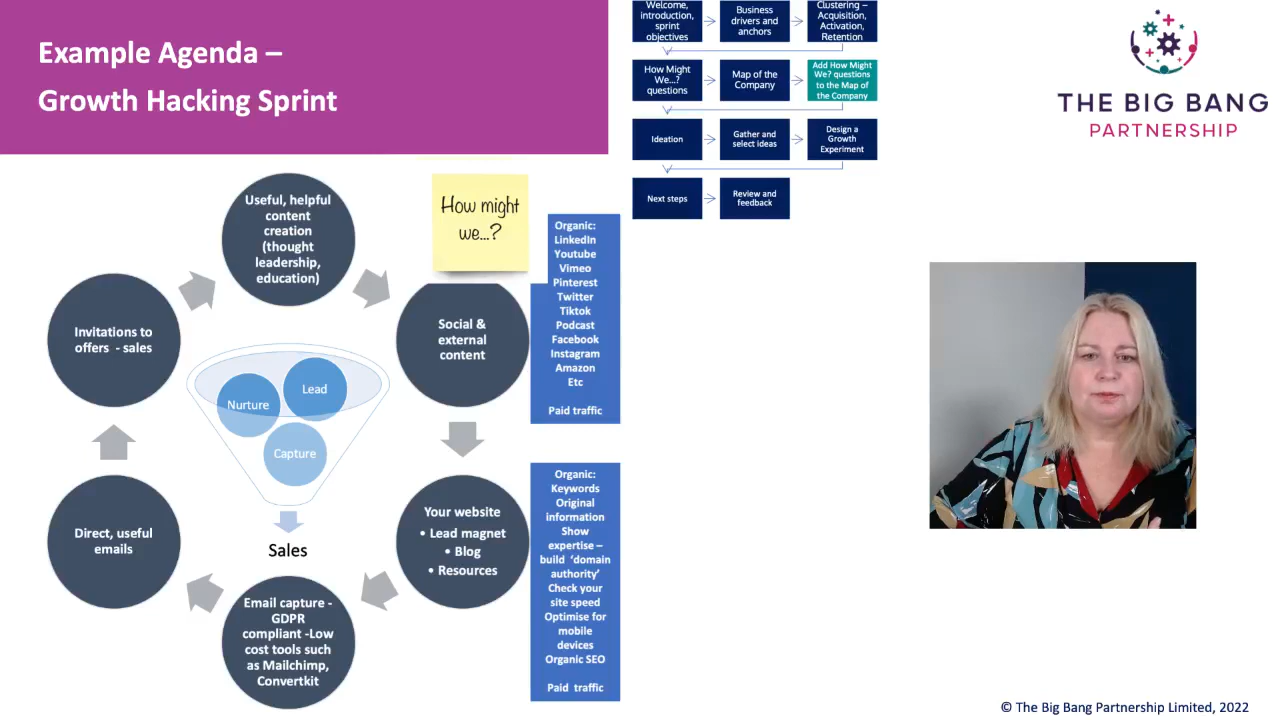 Example Agenda –
Growth Hacking Sprint
Welcome,
introduction,
sprint
objectives
Business
drivers and
anchors
Clustering –
Acquisition,
Activation,
Retention
How Might
We...?
questions
Map of the
Company
Add How Might
We? questions
to the Map of
the Company
Ideation
Gather and
select ideas
Design a
Growth
Experiment
Next steps
Review and
feedback
THE BIG BANG
PARTNERSHIP
Useful, helpful
content
creation
(thought
leadership,
education)
How might
we...?
Social &
external
content
Organic:
LinkedIn
Youtube
Vimeo
Pinterest
Twitter
Tiktok
Podcast
Facebook
Instagram
Amazon
Etc
Paid traffic
Invitations to
offers - sales
Lead
Nurture
Capture
Sales
Your website
• Lead magnet
• Blog
• Resources
Organic:
Keywords
Original
information
Show
expertise –
build ‘domain
authority’
Check your
site speed
Optimise for
mobile
devices
Organic SEO
Paid traffic
Email capture -
GDPR
compliant -Low
cost tools such
as Mailchimp,
Convertkit
Direct, useful
emails
© The Big Bang Partnership Limited, 2022